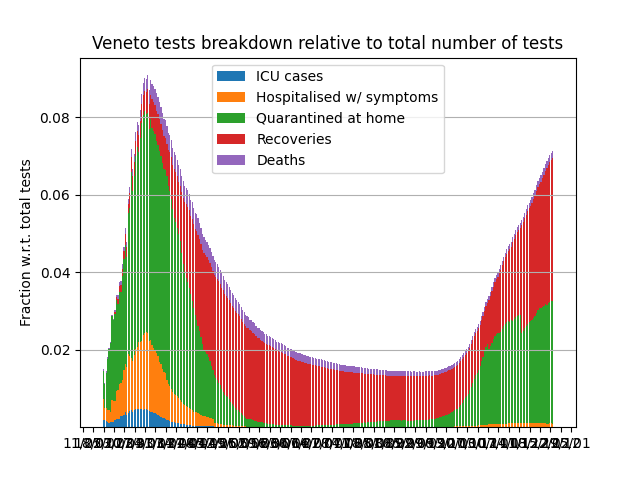 Veneto tests breakdown relative to total number of tests
ICU cases
Hospitalised w/ symptoms
Quarantined at home
Recoveries
Deaths
Fraction w.r.t. total tests
0.08
0.06
0.04
0.02